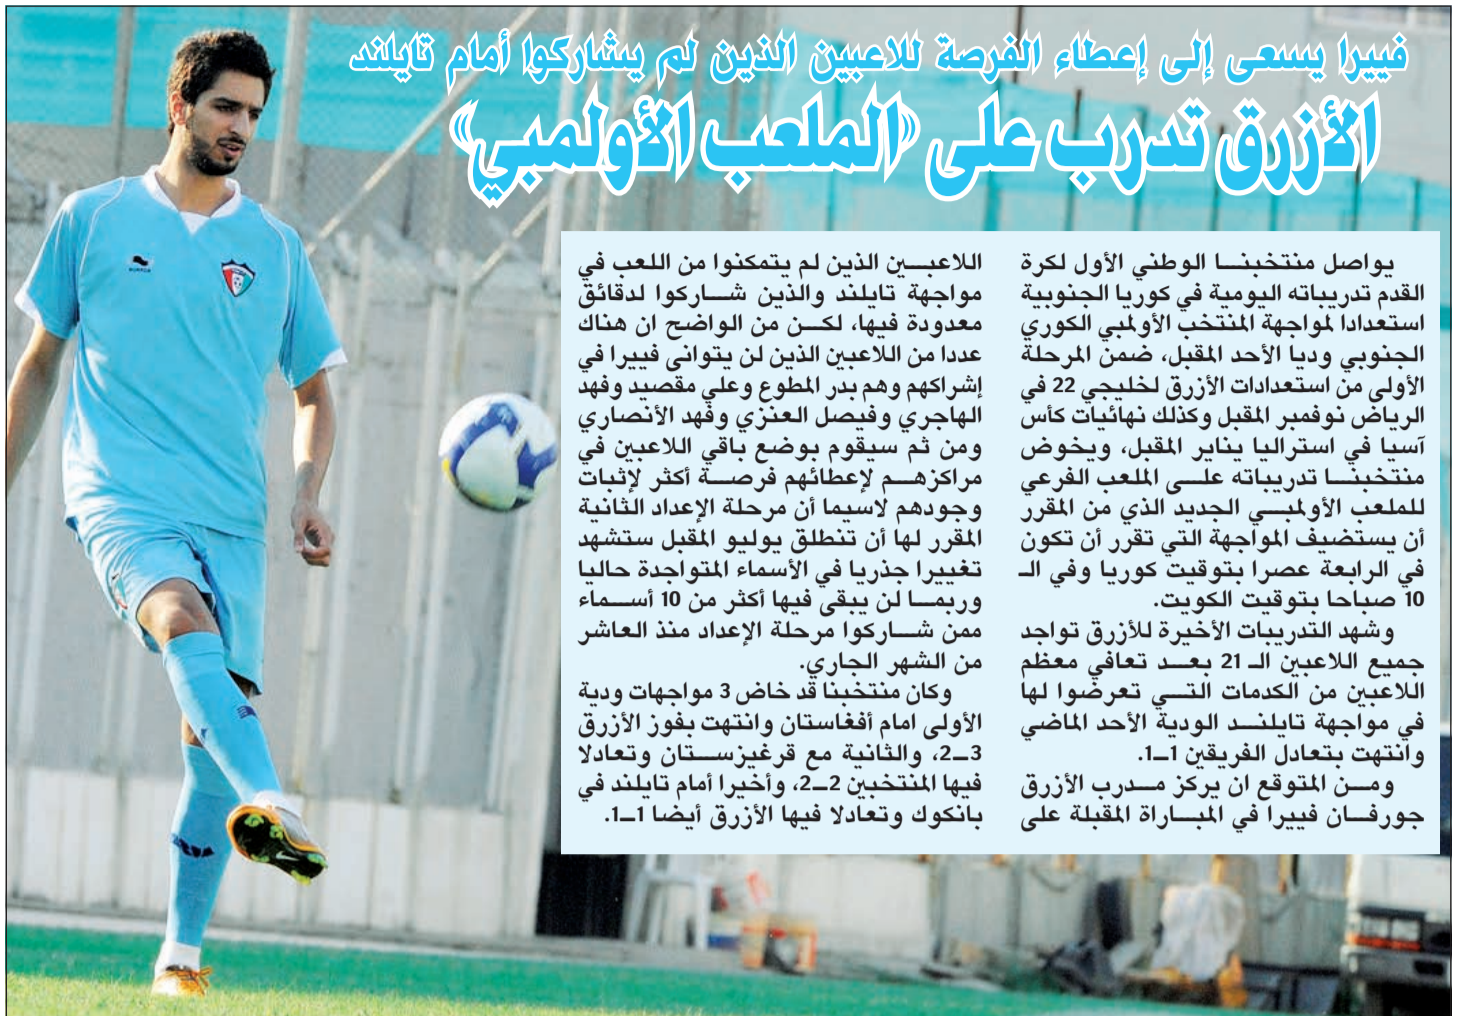 فييرا يسعى إلى إعطاء الفرصة للاعبين الذين لم يشاركوا أمام تايلند
الأزرق تدرب على «الملعب الأولمبي»
يواصل منتخبنا الوطني الأول لكرة
القدم تدريباته اليومية في كوريا الجنوبية
استعدادا لمواجهة المنتخب الأولمبي الكوري
الجنوبي وديا الأحد المقبل، ضمن المرحلة
الأولى من استعدادات الأزرق لخليجي 22 في
الرياض نوفمبر المقبل وكذلك نهائيات كأس
آسيا في استراليا يناير المقبل، ويخوض
منتخبنا تدريباته على الملعب الفرعي
للملعب الأولمبي الجديد الذي من المقرر
أن يستضيف المواجهة التي تقرر أن تكون
في الرابعة عصرا بتوقيت كوريا وفي الـ
10 صباحا بتوقيت الكويت.
وشهد التدريبات الأخيرة للأزرق تواجد
جميع اللاعبين الـ 21 بعد تعافي معظم
اللاعبين من الكدمات التي تعرضوا لها
في مواجهة تايلند الودية الأحد الماضي
وانتهت بتعادل الفريقين 1ـ1.
ومن المتوقع ان يركز مدرب الأزرق
جورفان فييرا في المباراة المقبلة على
اللاعبين الذين لم يتمكنوا من اللعب في
مواجهة تايلند والذين شاركوا لدقائق
معدودة فيها، لكن من الواضح ان هناك
عددا من اللاعبين الذين لن يتوانى فييرا في
إشراكهم وهم بدر المطوع وعلي مقصيد وفهد
الهاجري وفيصل العنزي وفهد الأنصاري
ومن ثم سيقوم بوضع باقي اللاعبين في
مراكزهم لإعطائهم فرصة أكثر لإثبات
وجودهم لاسيما أن مرحلة الإعداد الثانية
المقرر لها أن تنطلق يوليو المقبل ستشهد
تغييرا جذريا في الأسماء المتواجدة حاليا
وربما لن يبقى فيها أكثر من 10 أسماء
ممن شاركوا مرحلة الإعداد منذ العاشر
من الشهر الجاري.
وكان منتخبنا قد خاض 3 مواجهات ودية
الأولى امام أفغاستان وانتهت بفوز الأزرق
3ـ2، والثانية مع قرغيزستان وتعادلا
فيها المنتخبين 2ـ2، وأخيرا أمام تايلند في
بانكوك وتعادلا فيها الأزرق أيضا 1ـ1.